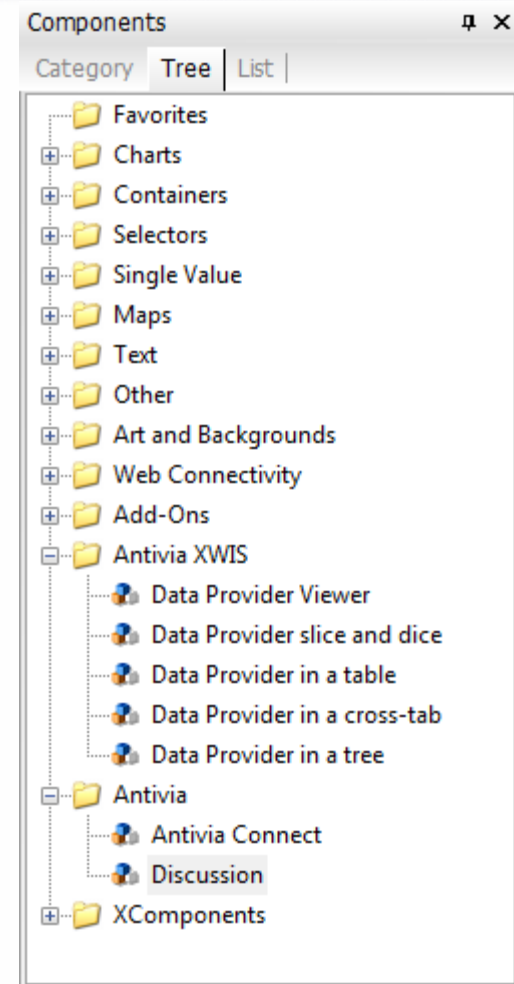 Components
Category Tree List
Favorites
Charts
Containers
Selectors
Single Value
Maps
Text
Other
Art and Backgrounds
Web Connectivity
Add-Ons
Antivia XWIS
Data Provider Viewer
Data Provider slice and dice
Data Provider in a table
Data Provider in a cross-tab
Data Provider in a tree
Antivia
Antivia Connect
Discussion
XComponents